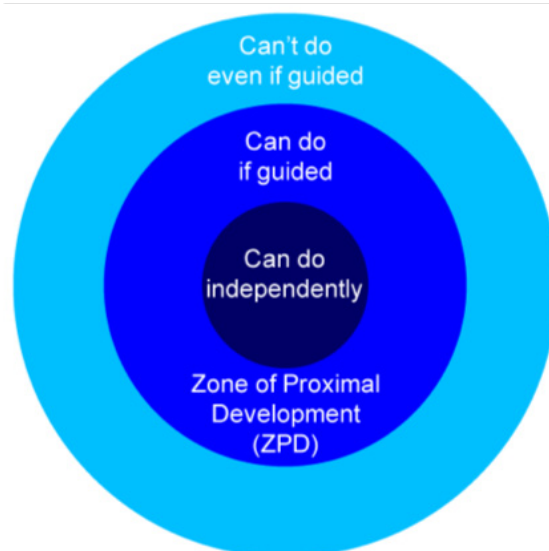 Can't do
even if guided
Can do
if guided
Can do
independently
Zone of Proximal
Development
(ZPD)